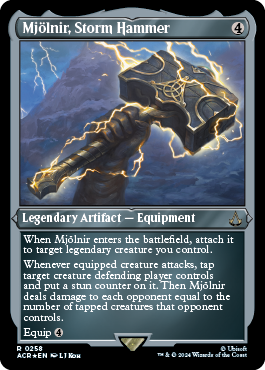 Mjölnir, Storm Hammer 4
Legendary Artifact — Equipment
When Mjölnir enters the battlefield, attach it
to target legendary creature you control.
Whenever equipped creature attacks, tap
target creature defending player controls
and put a stun counter on it. Then Mjölnir
deals damage to each opponent equal to the
number of tapped creatures that opponent
controls.
Equip 4
R 0258
ACR★EN L J Koh
© Ubisoft
™ & © 2024 Wizards of the Coast